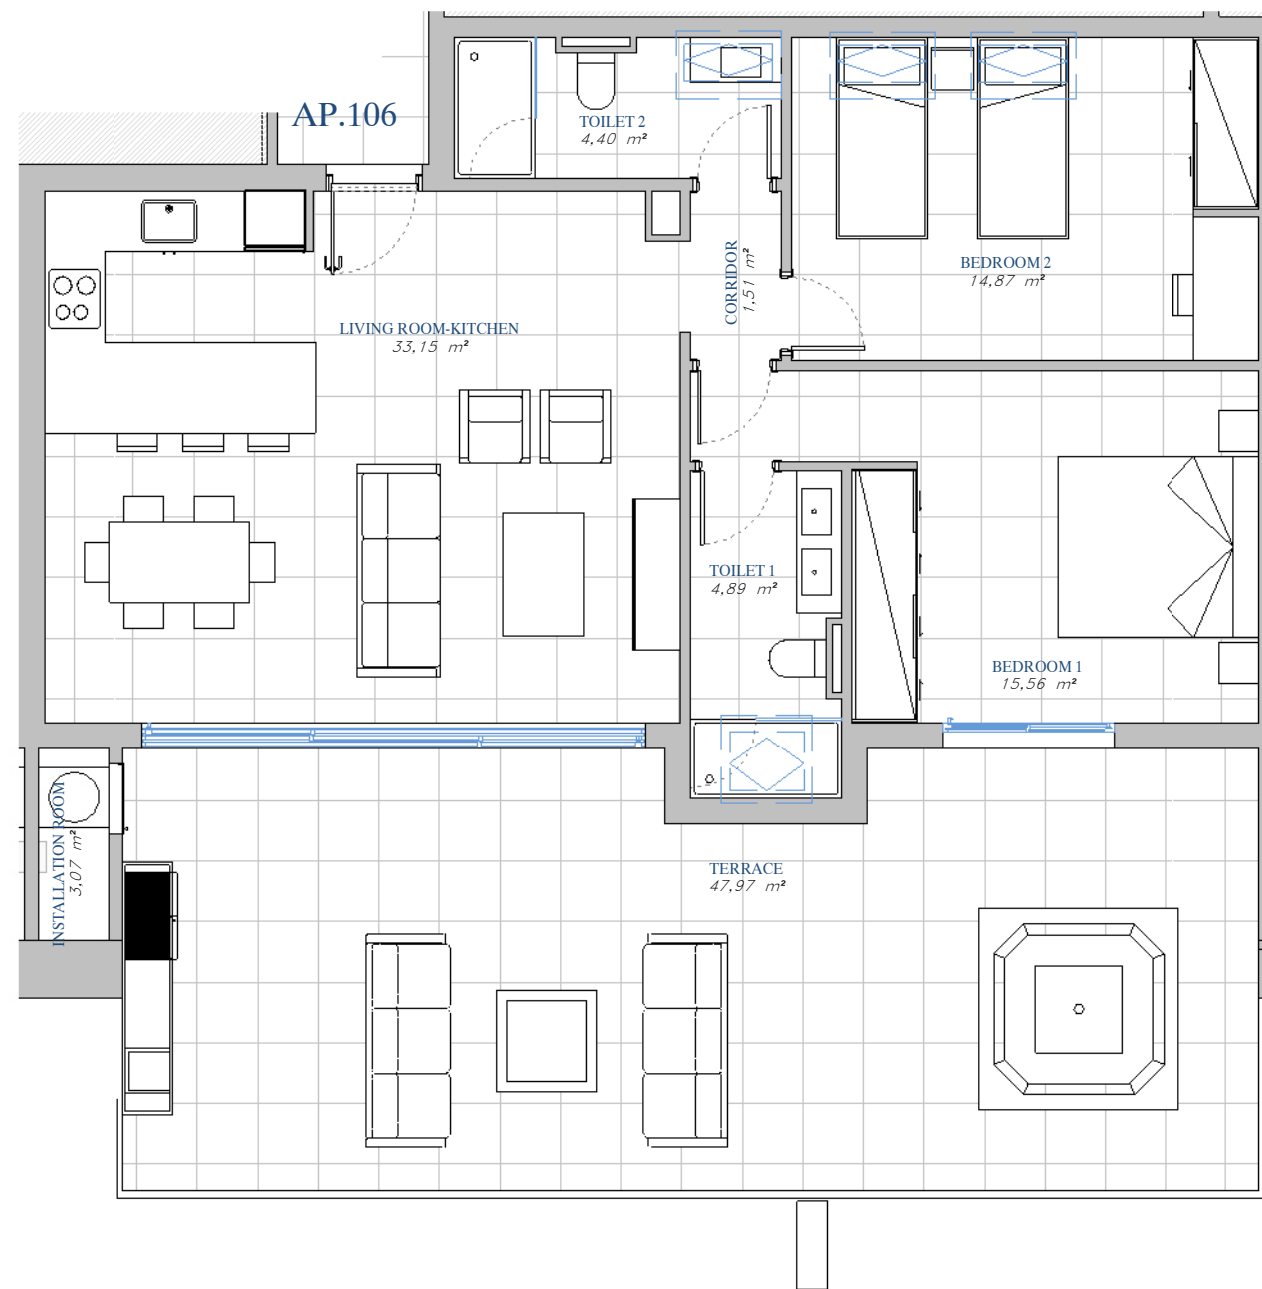 AP.106
TOILET 2
4,40 m²
CORRIDOR
1,51 m²
BEDROOM 2
14,87 m²
LIVING ROOM-KITCHEN
33,15 m²
TOILET 1
4,89 m²
BEDROOM 1
15,56 m²
INSTALLATION ROOM
3,07 m²
TERRACE
47,97 m²